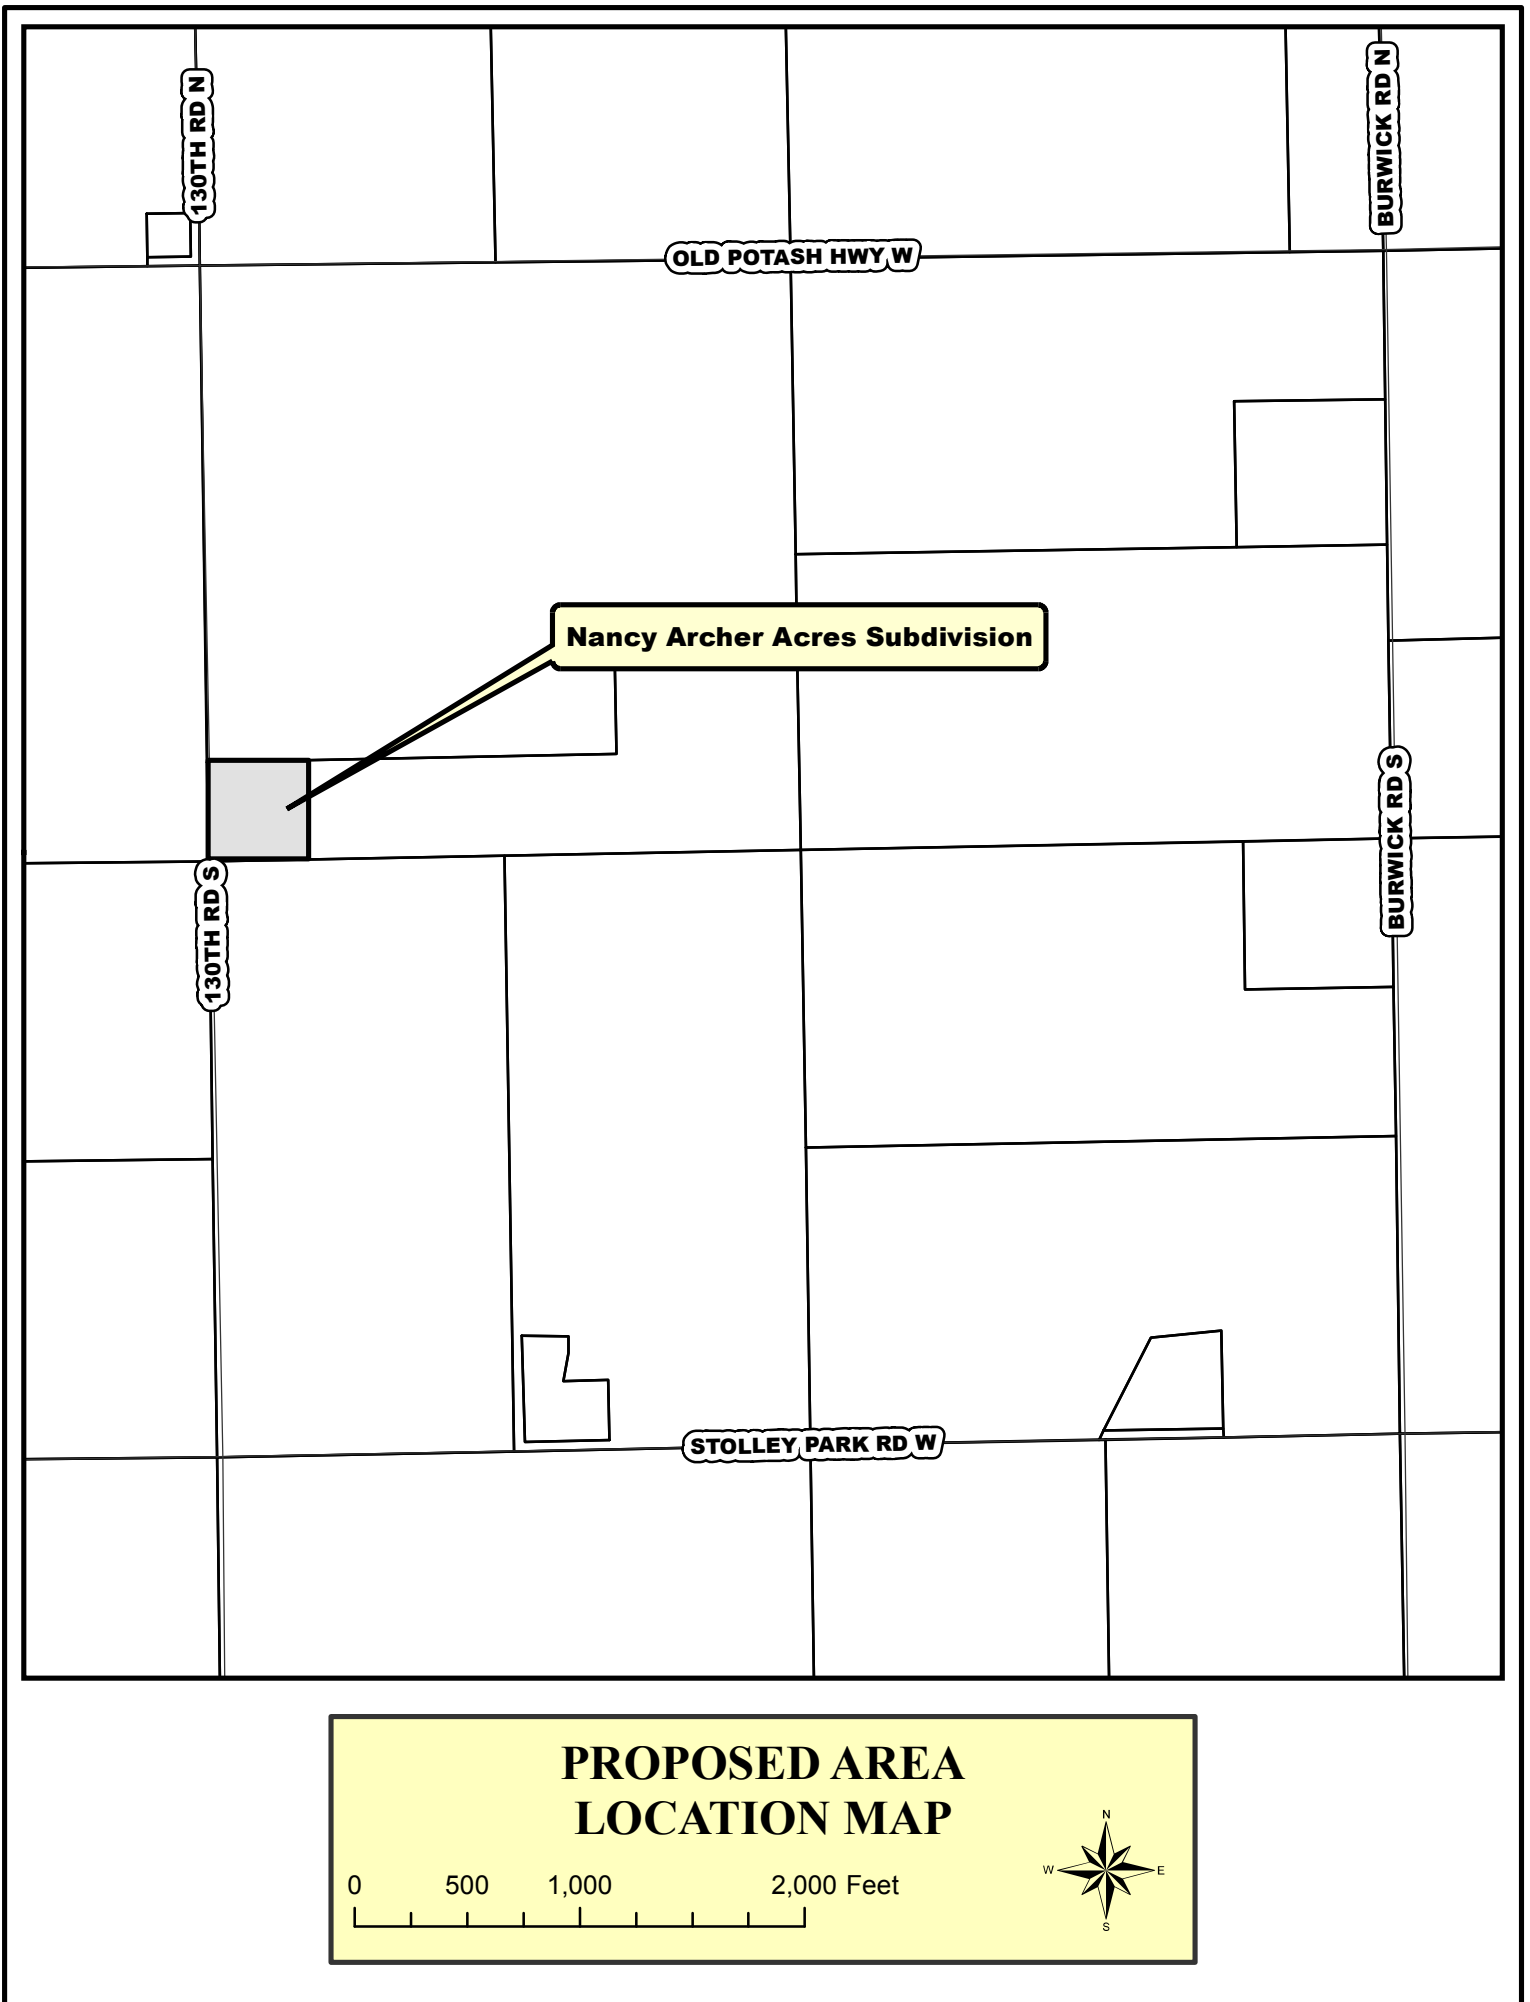 130TH RD N
BURWICK RD N
OLD POTASH HWY W
Nancy Archer Acres Subdivision
130TH RD S
BURWICK RD S
STOLLEY PARK RD W
PROPOSED AREA
LOCATION MAP
0 500 1,000 2,000 Feet
N
W E
S